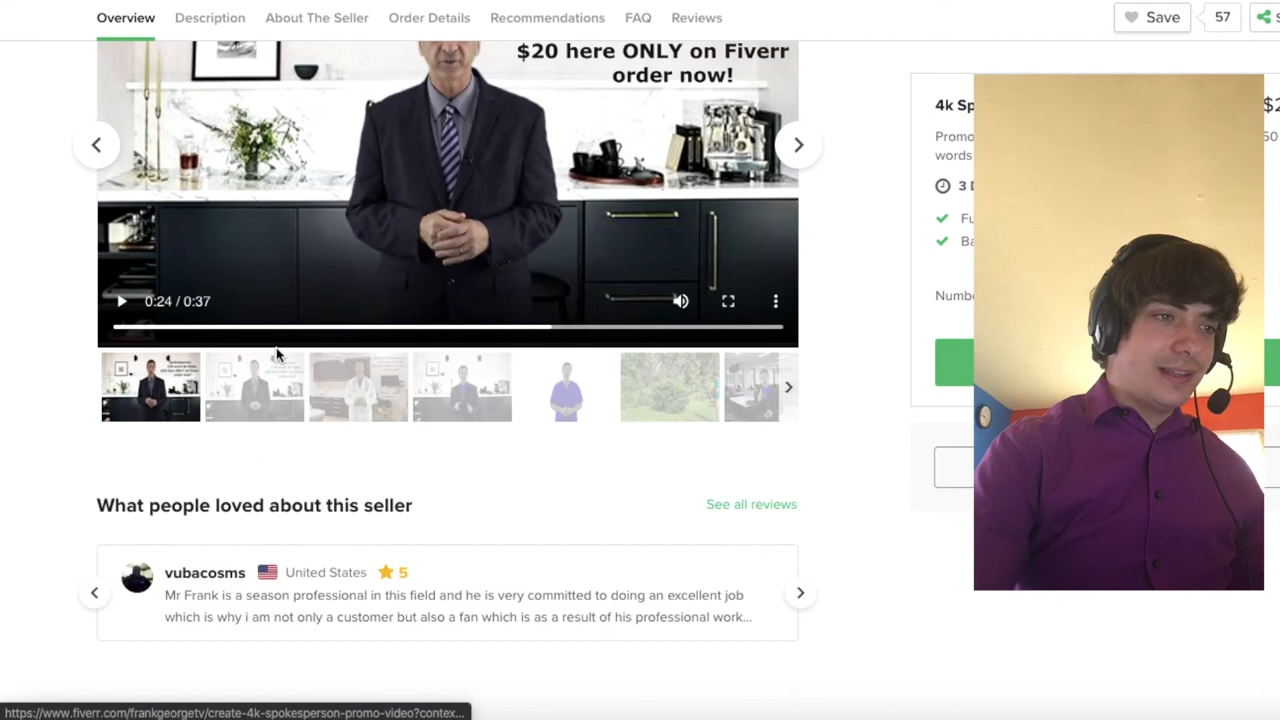 Overview Description About The Seller Order Details Recommendations FAQ Reviews
Save 57
$20 here ONLY on Fiverr
order now!
4k Sp
Promo
words
50
3
0:24 / 0:37
What people loved about this seller
See all reviews
vubacosms United States 5
Mr Frank is a season professional in this field and he is very committed to doing an excellent job
which is why i am not only a customer but also a fan which is as a result of his professional work...
https://www.fiverr.com/frankgeorgetv/create-4k-spokesperson-promo-video?contex...